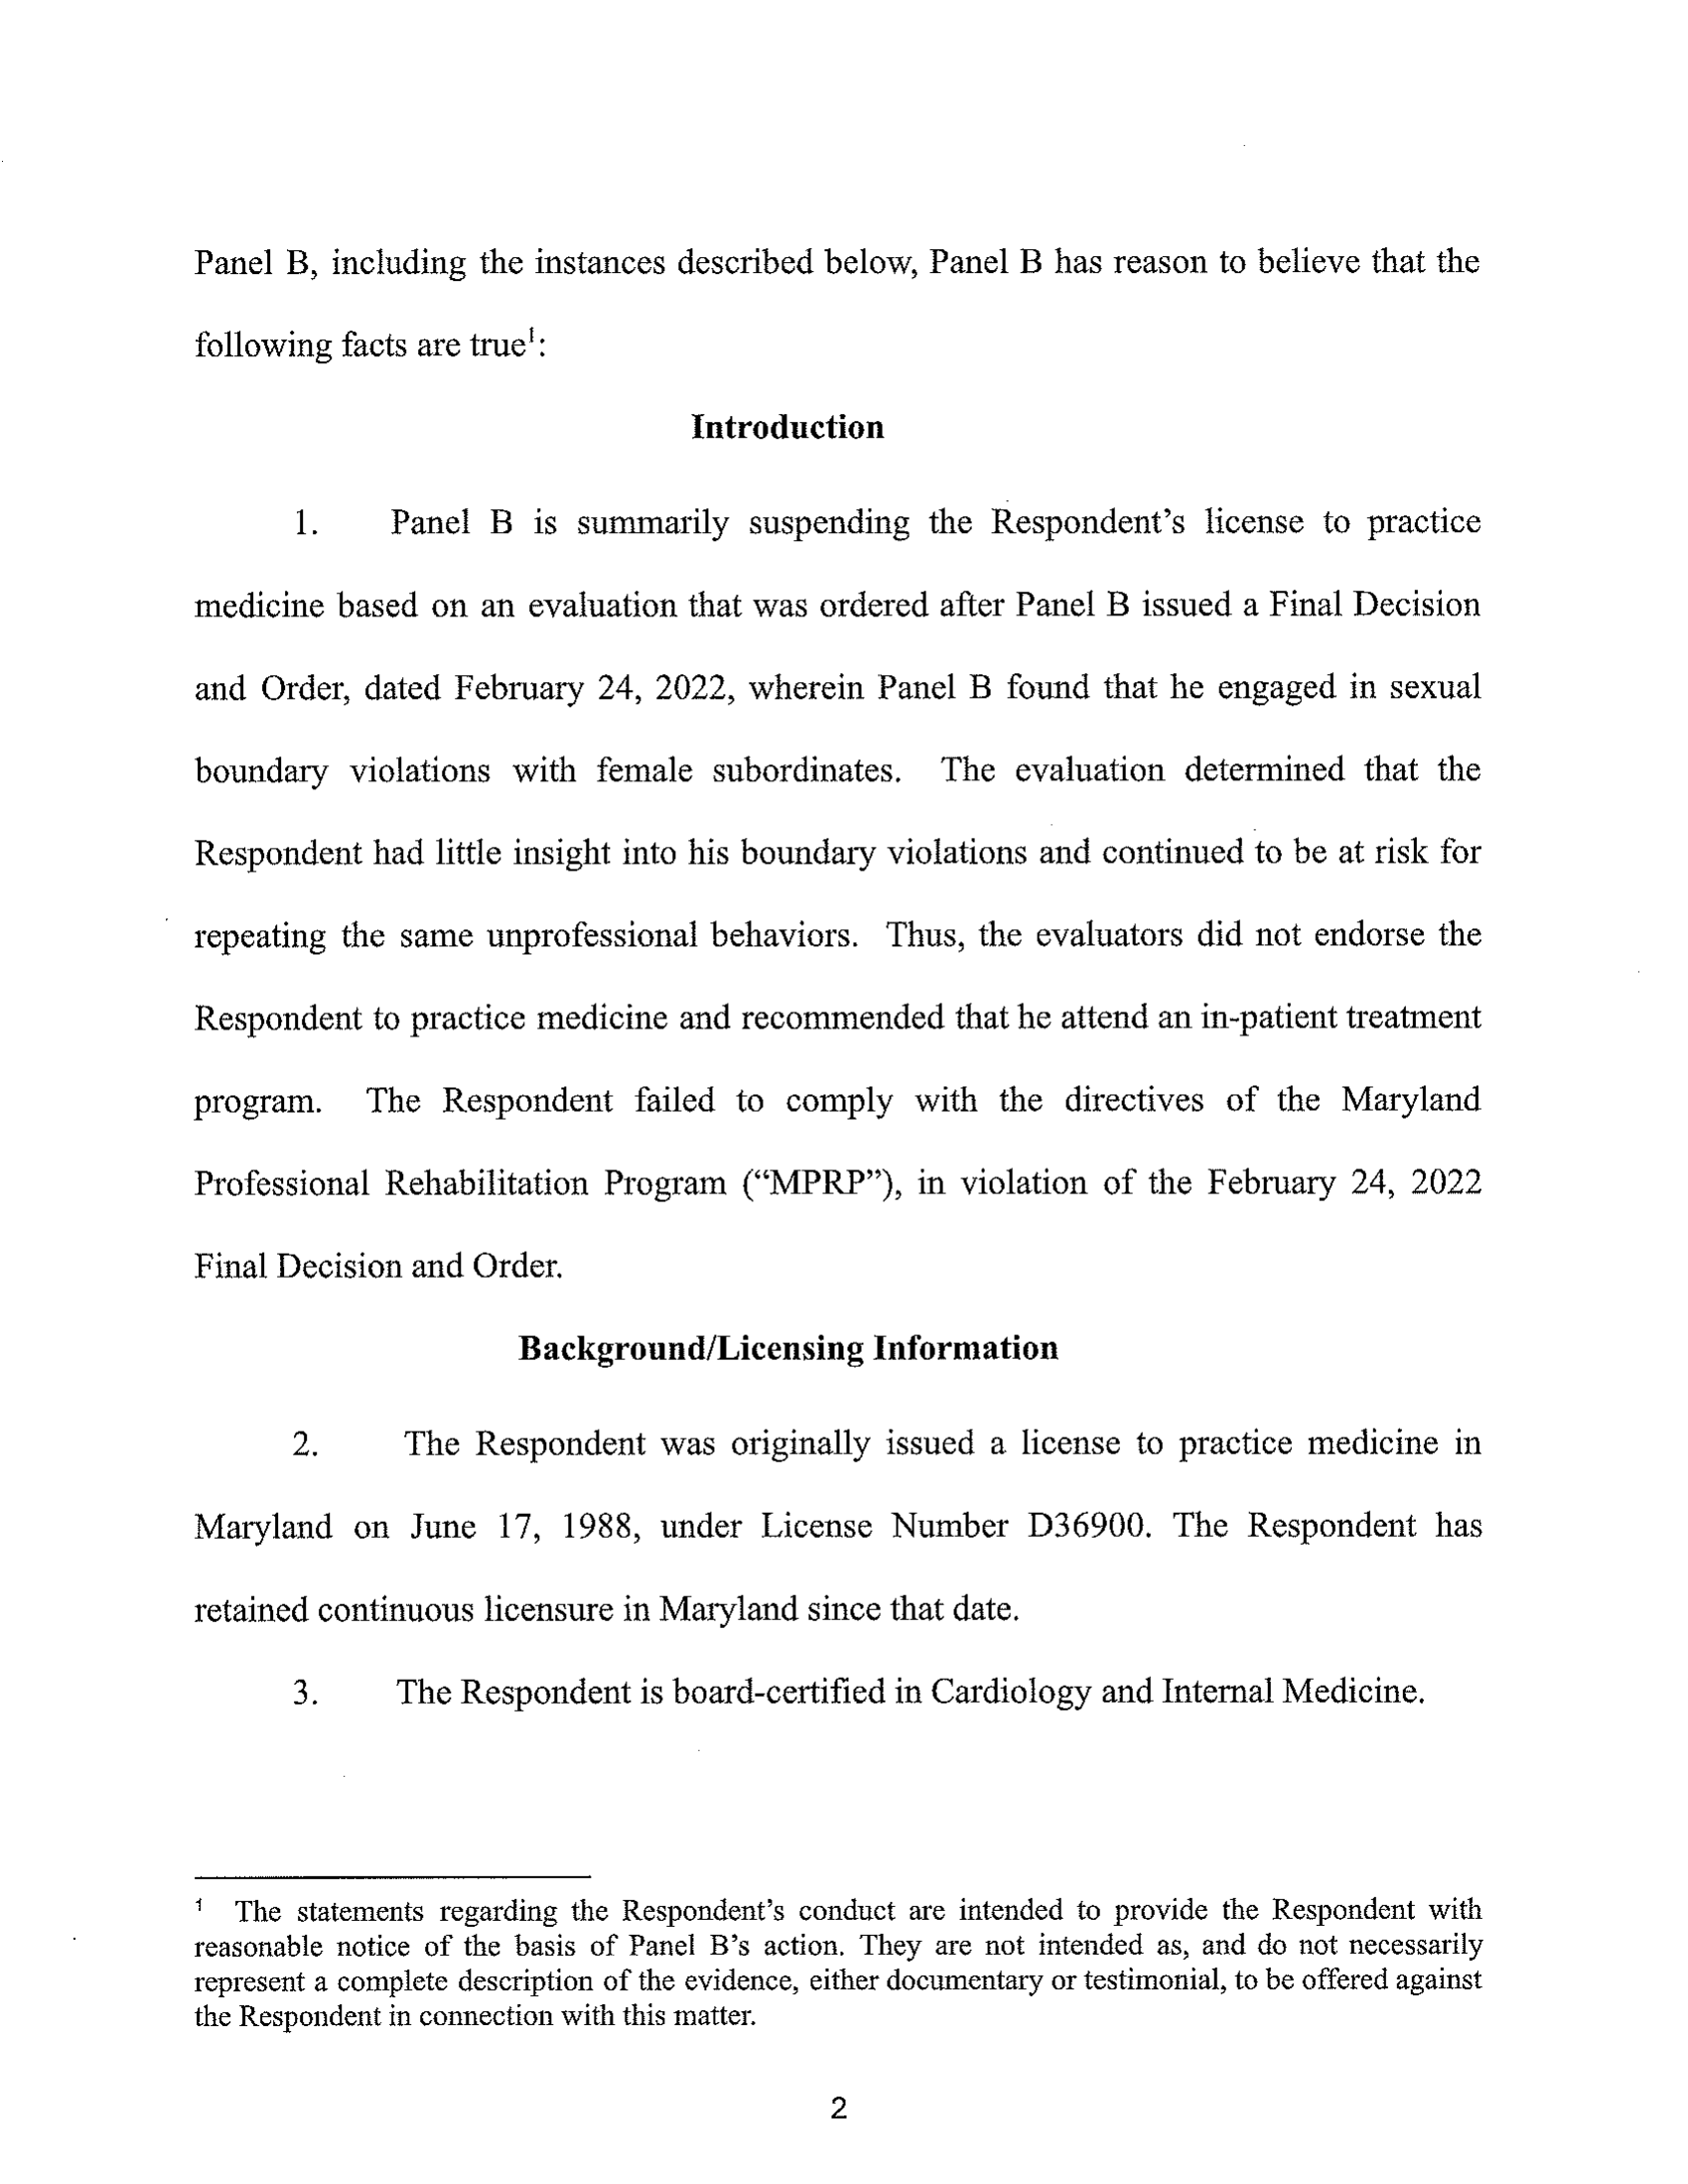 Panel B, including the instances described below, Panel B has reason to believe that the
following facts are true¹:
Introduction
1. Panel B is summarily suspending the Respondent's license to practice
medicine based on an evaluation that was ordered after Panel B issued a Final Decision
and Order, dated February 24, 2022, wherein Panel B found that he engaged in sexual
boundary violations with female subordinates. The evaluation determined that the
Respondent had little insight into his boundary violations and continued to be at risk for
repeating the same unprofessional behaviors. Thus, the evaluators did not endorse the
Respondent to practice medicine and recommended that he attend an in-patient treatment
program. The Respondent failed to comply with the directives of the Maryland
Professional Rehabilitation Program (“MPRP”), in violation of the February 24, 2022
Final Decision and Order.
Background/Licensing Information
2. The Respondent was originally issued a license to practice medicine in
Maryland on June 17, 1988, under License Number D36900. The Respondent has
retained continuous licensure in Maryland since that date.
3. The Respondent is board-certified in Cardiology and Internal Medicine.
¹ The statements regarding the Respondent's conduct are intended to provide the Respondent with
reasonable notice of the basis of Panel B's action. They are not intended as, and do not necessarily
represent a complete description of the evidence, either documentary or testimonial, to be offered against
the Respondent in connection with this matter.
2